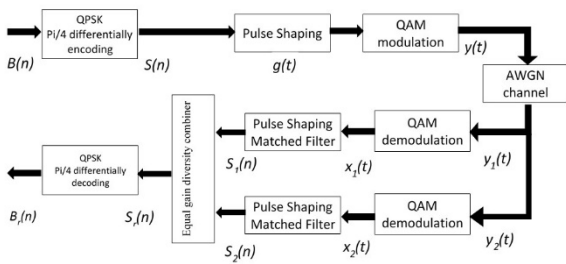 QPSK
Pi/4 differentially
encoding
Pulse Shaping
QAM
modulation
B(n)
S(n)
g(t)
y(t)
AWGN
channel
QPSK
Pi/4 differentially
decoding
Equal gain diversity combiner
Pulse Shaping
Matched Filter
QAM
demodulation
S₁(n)
x₁(t)
y₁(t)
Pulse Shaping
Matched Filter
QAM
demodulation
Bᵣ(n)
Sᵣ(n)
S₂(n)
x₂(t)
y₂(t)